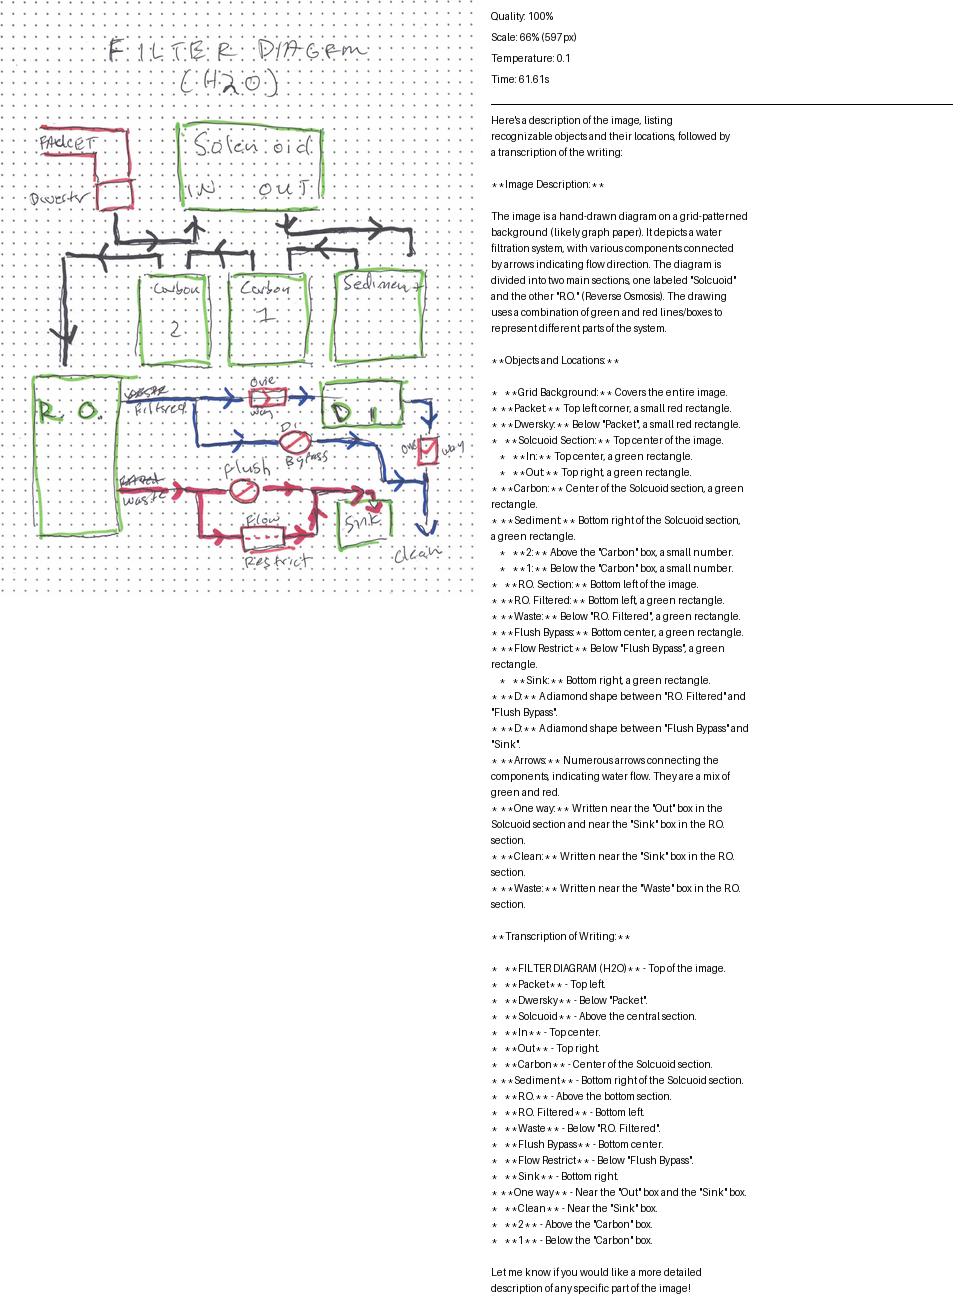 FILTER DIAGRM
(H2O)
FAUCET
Diverter
Solenoid
IN OUT
Carbon
2
Carbon
1
Sediment
R. O.
Filtered
one
way
DI
DI
Bypass
one way
Flush
waste
Flow
Restrict
Sink
Clean
Quality: 100%
Scale: 66% (597px)
Temperature: 0.1
Time: 61.61s
Here's a description of the image, listing
recognizable objects and their locations, followed by
a transcription of the writing:
**Image Description:**
The image is a hand-drawn diagram on a grid-patterned
background (likely graph paper). It depicts a water
filtration system, with various components connected
by arrows indicating flow direction. The diagram is
divided into two main sections, one labeled "Solcuoid"
and the other "R.O." (Reverse Osmosis). The drawing
uses a combination of green and red lines/boxes to
represent different parts of the system.
**Objects and Locations:**
* **Grid Background:** Covers the entire image.
* **Packet:** Top left corner, a small red rectangle.
* **Dwersky:** Below "Packet", a small red rectangle.
* **Solcuoid Section:** Top center of the image.
* **In:** Top center, a green rectangle.
* **Out:** Top right, a green rectangle.
* **Carbon:** Center of the Solcuoid section, a green
rectangle.
* **Sediment:** Bottom right of the Solcuoid section,
a green rectangle.
* **2:** Above the "Carbon" box, a small number.
* **1:** Below the "Carbon" box, a small number.
* **R.O. Section:** Bottom left of the image.
* **R.O. Filtered:** Bottom left, a green rectangle.
* **Waste:** Below "R.O. Filtered", a green rectangle.
* **Flush Bypass:** Bottom center, a green rectangle.
* **Flow Restrict:** Below "Flush Bypass", a green
rectangle.
* **Sink:** Bottom right, a green rectangle.
* **D:** A diamond shape between "R.O. Filtered" and
"Flush Bypass".
* **D:** A diamond shape between "Flush Bypass" and
"Sink".
* **Arrows:** Numerous arrows connecting the
components, indicating water flow. They are a mix of
green and red.
* **One way:** Written near the "Out" box in the
Solcuoid section and near the "Sink" box in the R.O.
section.
* **Clean:** Written near the "Sink" box in the R.O.
section.
* **Waste:** Written near the "Waste" box in the R.O.
section.
**Transcription of Writing:**
* **FILTER DIAGRAM (H2O)** - Top of the image.
* **Packet** - Top left.
* **Dwersky** - Below "Packet".
* **Solcuoid** - Above the central section.
* **In** - Top center.
* **Out** - Top right.
* **Carbon** - Center of the Solcuoid section.
* **Sediment** - Bottom right of the Solcuoid section.
* **R.O.** - Above the bottom section.
* **R.O. Filtered** - Bottom left.
* **Waste** - Below "R.O. Filtered".
* **Flush Bypass** - Bottom center.
* **Flow Restrict** - Below "Flush Bypass".
* **Sink** - Bottom right.
* **One way** - Near the "Out" box and the "Sink" box.
* **Clean** - Near the "Sink" box.
* **2** - Above the "Carbon" box.
* **1** - Below the "Carbon" box.
Let me know if you would like a more detailed
description of any specific part of the image!